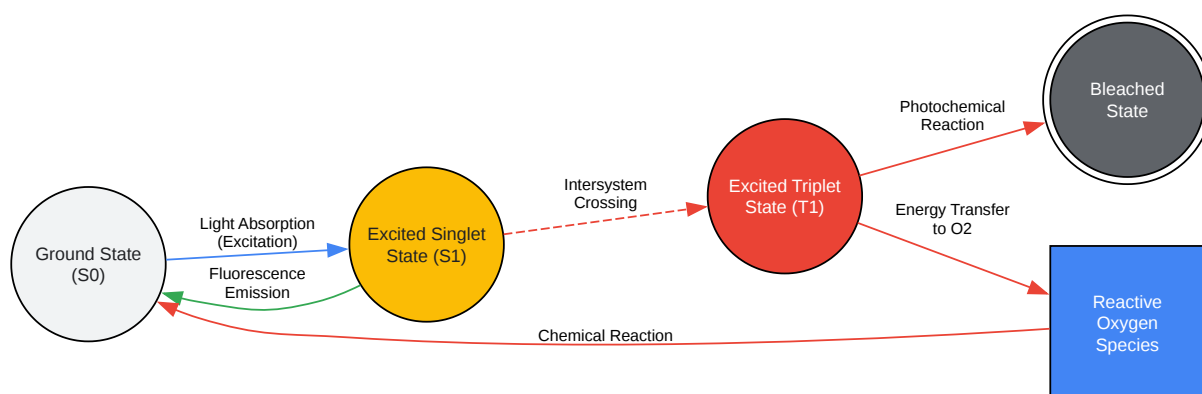 Ground State
(S0)
Light Absorption
(Excitation)
Fluorescence
Emission
Excited Singlet
State (S1)
Intersystem
Crossing
Excited Triplet
State (T1)
Photochemical
Reaction
Bleached
State
Energy Transfer
to O2
Reactive
Oxygen
Species
Chemical Reaction